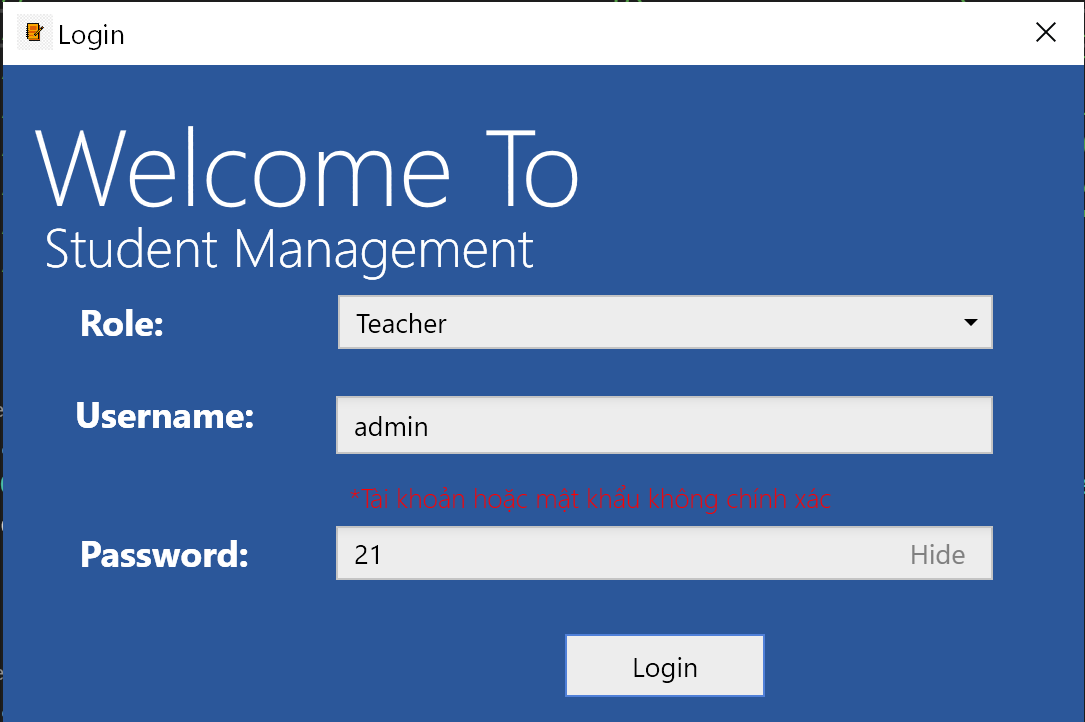 Login
Welcome To
Student Management
Role: Teacher
Username: admin
*Tài khoản hoặc mật khẩu không chính xác
Password: 21 Hide
Login